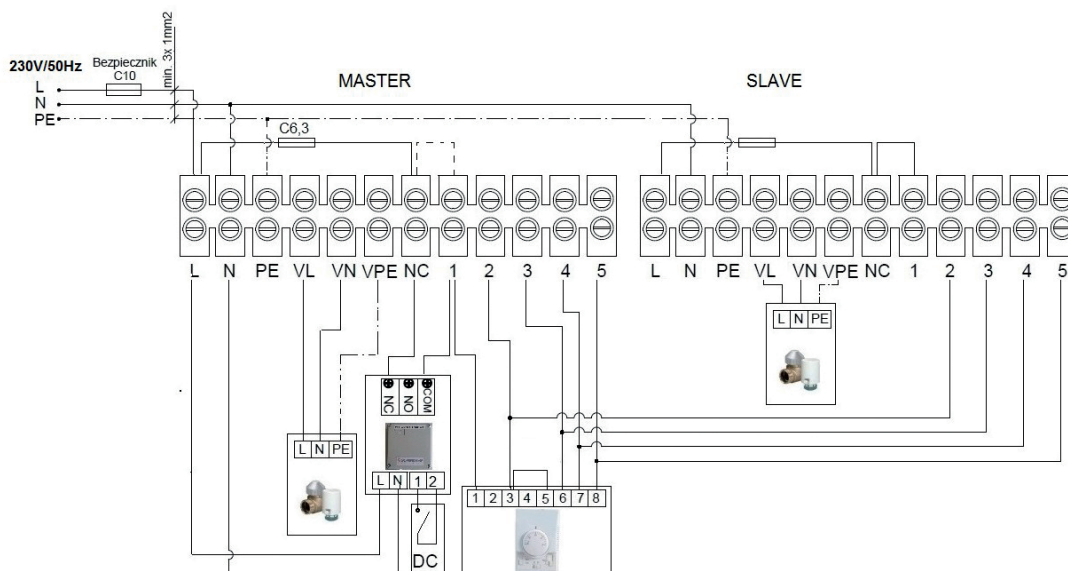 230V/50Hz
Bezpiecznik
C10
min. 3x 1mm2
L
N
PE
MASTER
SLAVE
C6,3
L N PE VL VN VPE NC 1 2 3 4 5
L N PE VL VN VPE NC 1 2 3 4 5
L N PE
NC NO COM
L N PE
L N 1 2
1 2 3 4 5 6 7 8
DC